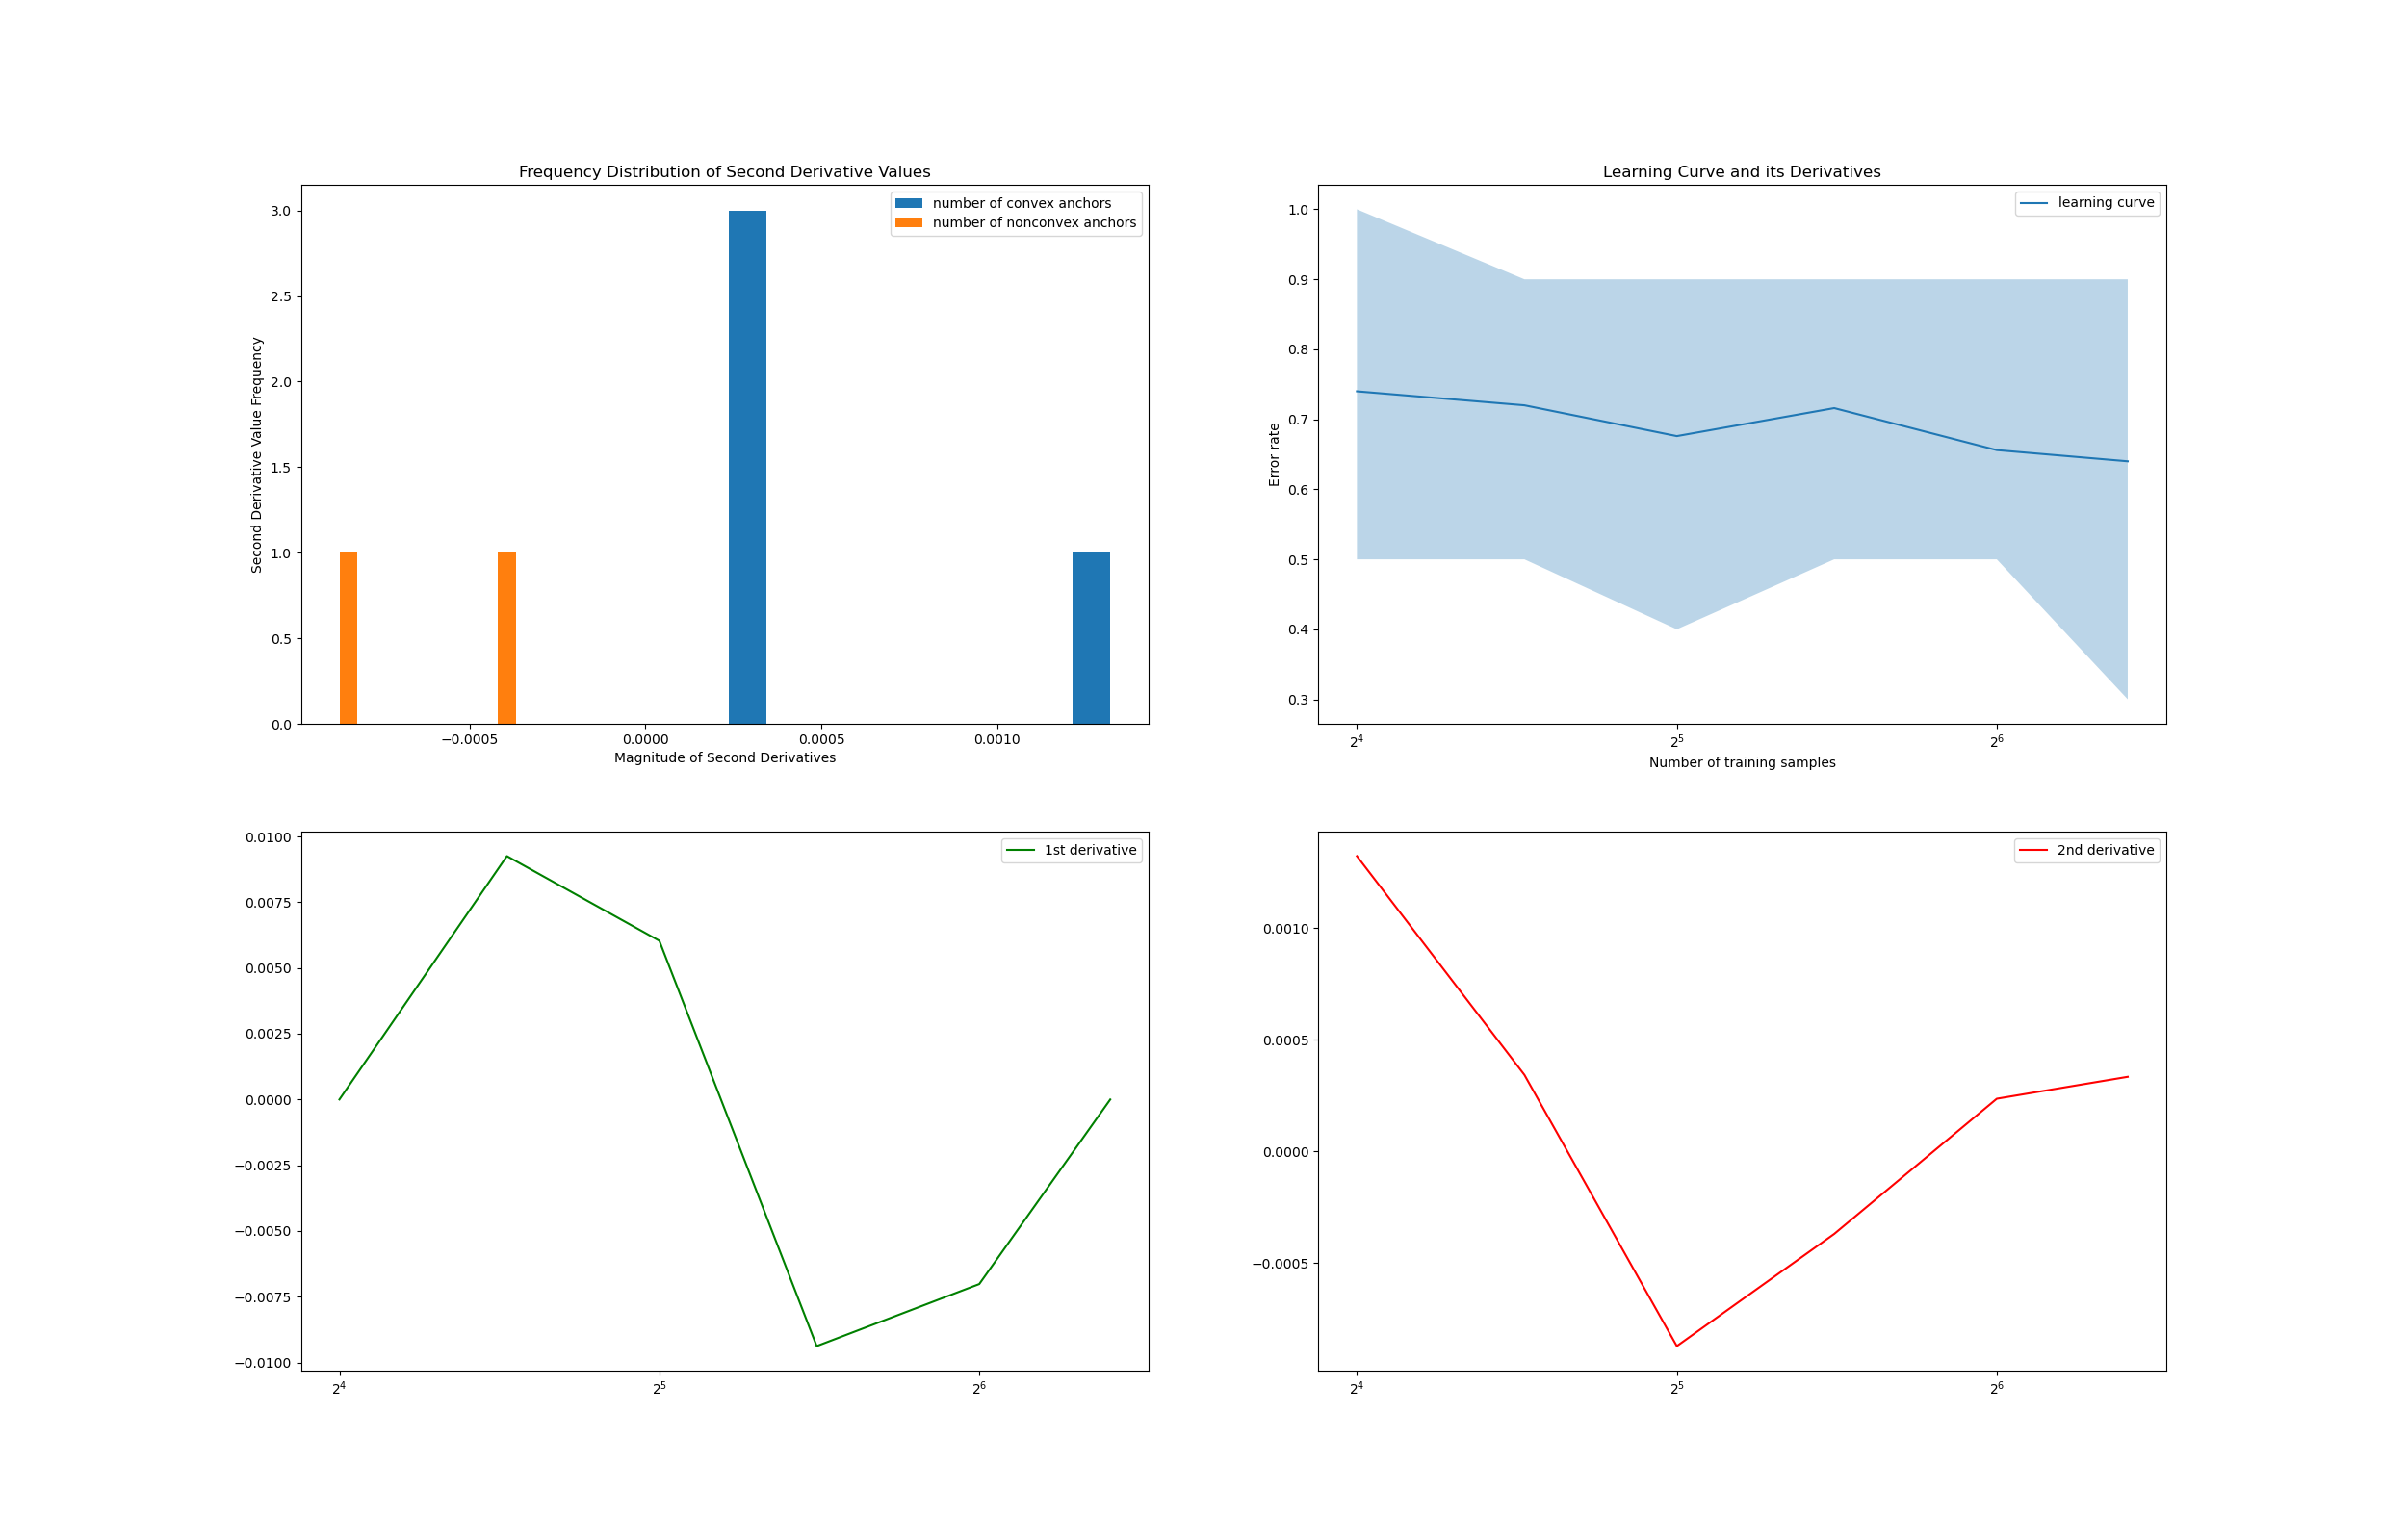 Frequency Distribution of Second Derivative Values
number of convex anchors
number of nonconvex anchors
Second Derivative Value Frequency
3.0
2.5
2.0
1.5
1.0
0.5
0.0
−0.0005 0.0000 0.0005 0.0010
Magnitude of Second Derivatives
Learning Curve and its Derivatives
learning curve
Error rate
1.0
0.9
0.8
0.7
0.6
0.5
0.4
0.3
2⁴ 2⁵ 2⁶
Number of training samples
1st derivative
0.0100
0.0075
0.0050
0.0025
0.0000
−0.0025
−0.0050
−0.0075
−0.0100
2⁴ 2⁵ 2⁶
2nd derivative
0.0010
0.0005
0.0000
−0.0005
2⁴ 2⁵ 2⁶